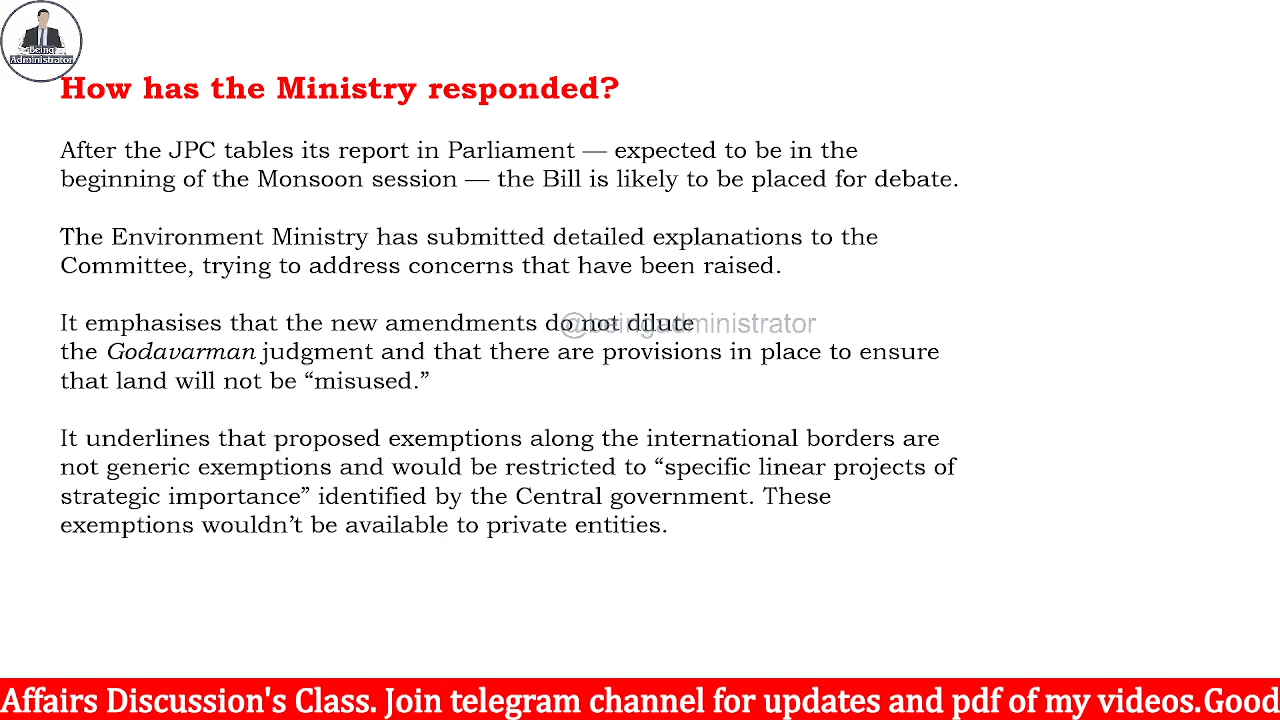 Being
Administrator
How has the Ministry responded?
After the JPC tables its report in Parliament — expected to be in the
beginning of the Monsoon session — the Bill is likely to be placed for debate.
The Environment Ministry has submitted detailed explanations to the
Committee, trying to address concerns that have been raised.
It emphasises that the new amendments do not dilute
@beingadministrator
the Godavarman judgment and that there are provisions in place to ensure
that land will not be “misused.”
It underlines that proposed exemptions along the international borders are
not generic exemptions and would be restricted to “specific linear projects of
strategic importance” identified by the Central government. These
exemptions wouldn’t be available to private entities.
Affairs Discussion's Class. Join telegram channel for updates and pdf of my videos.Good